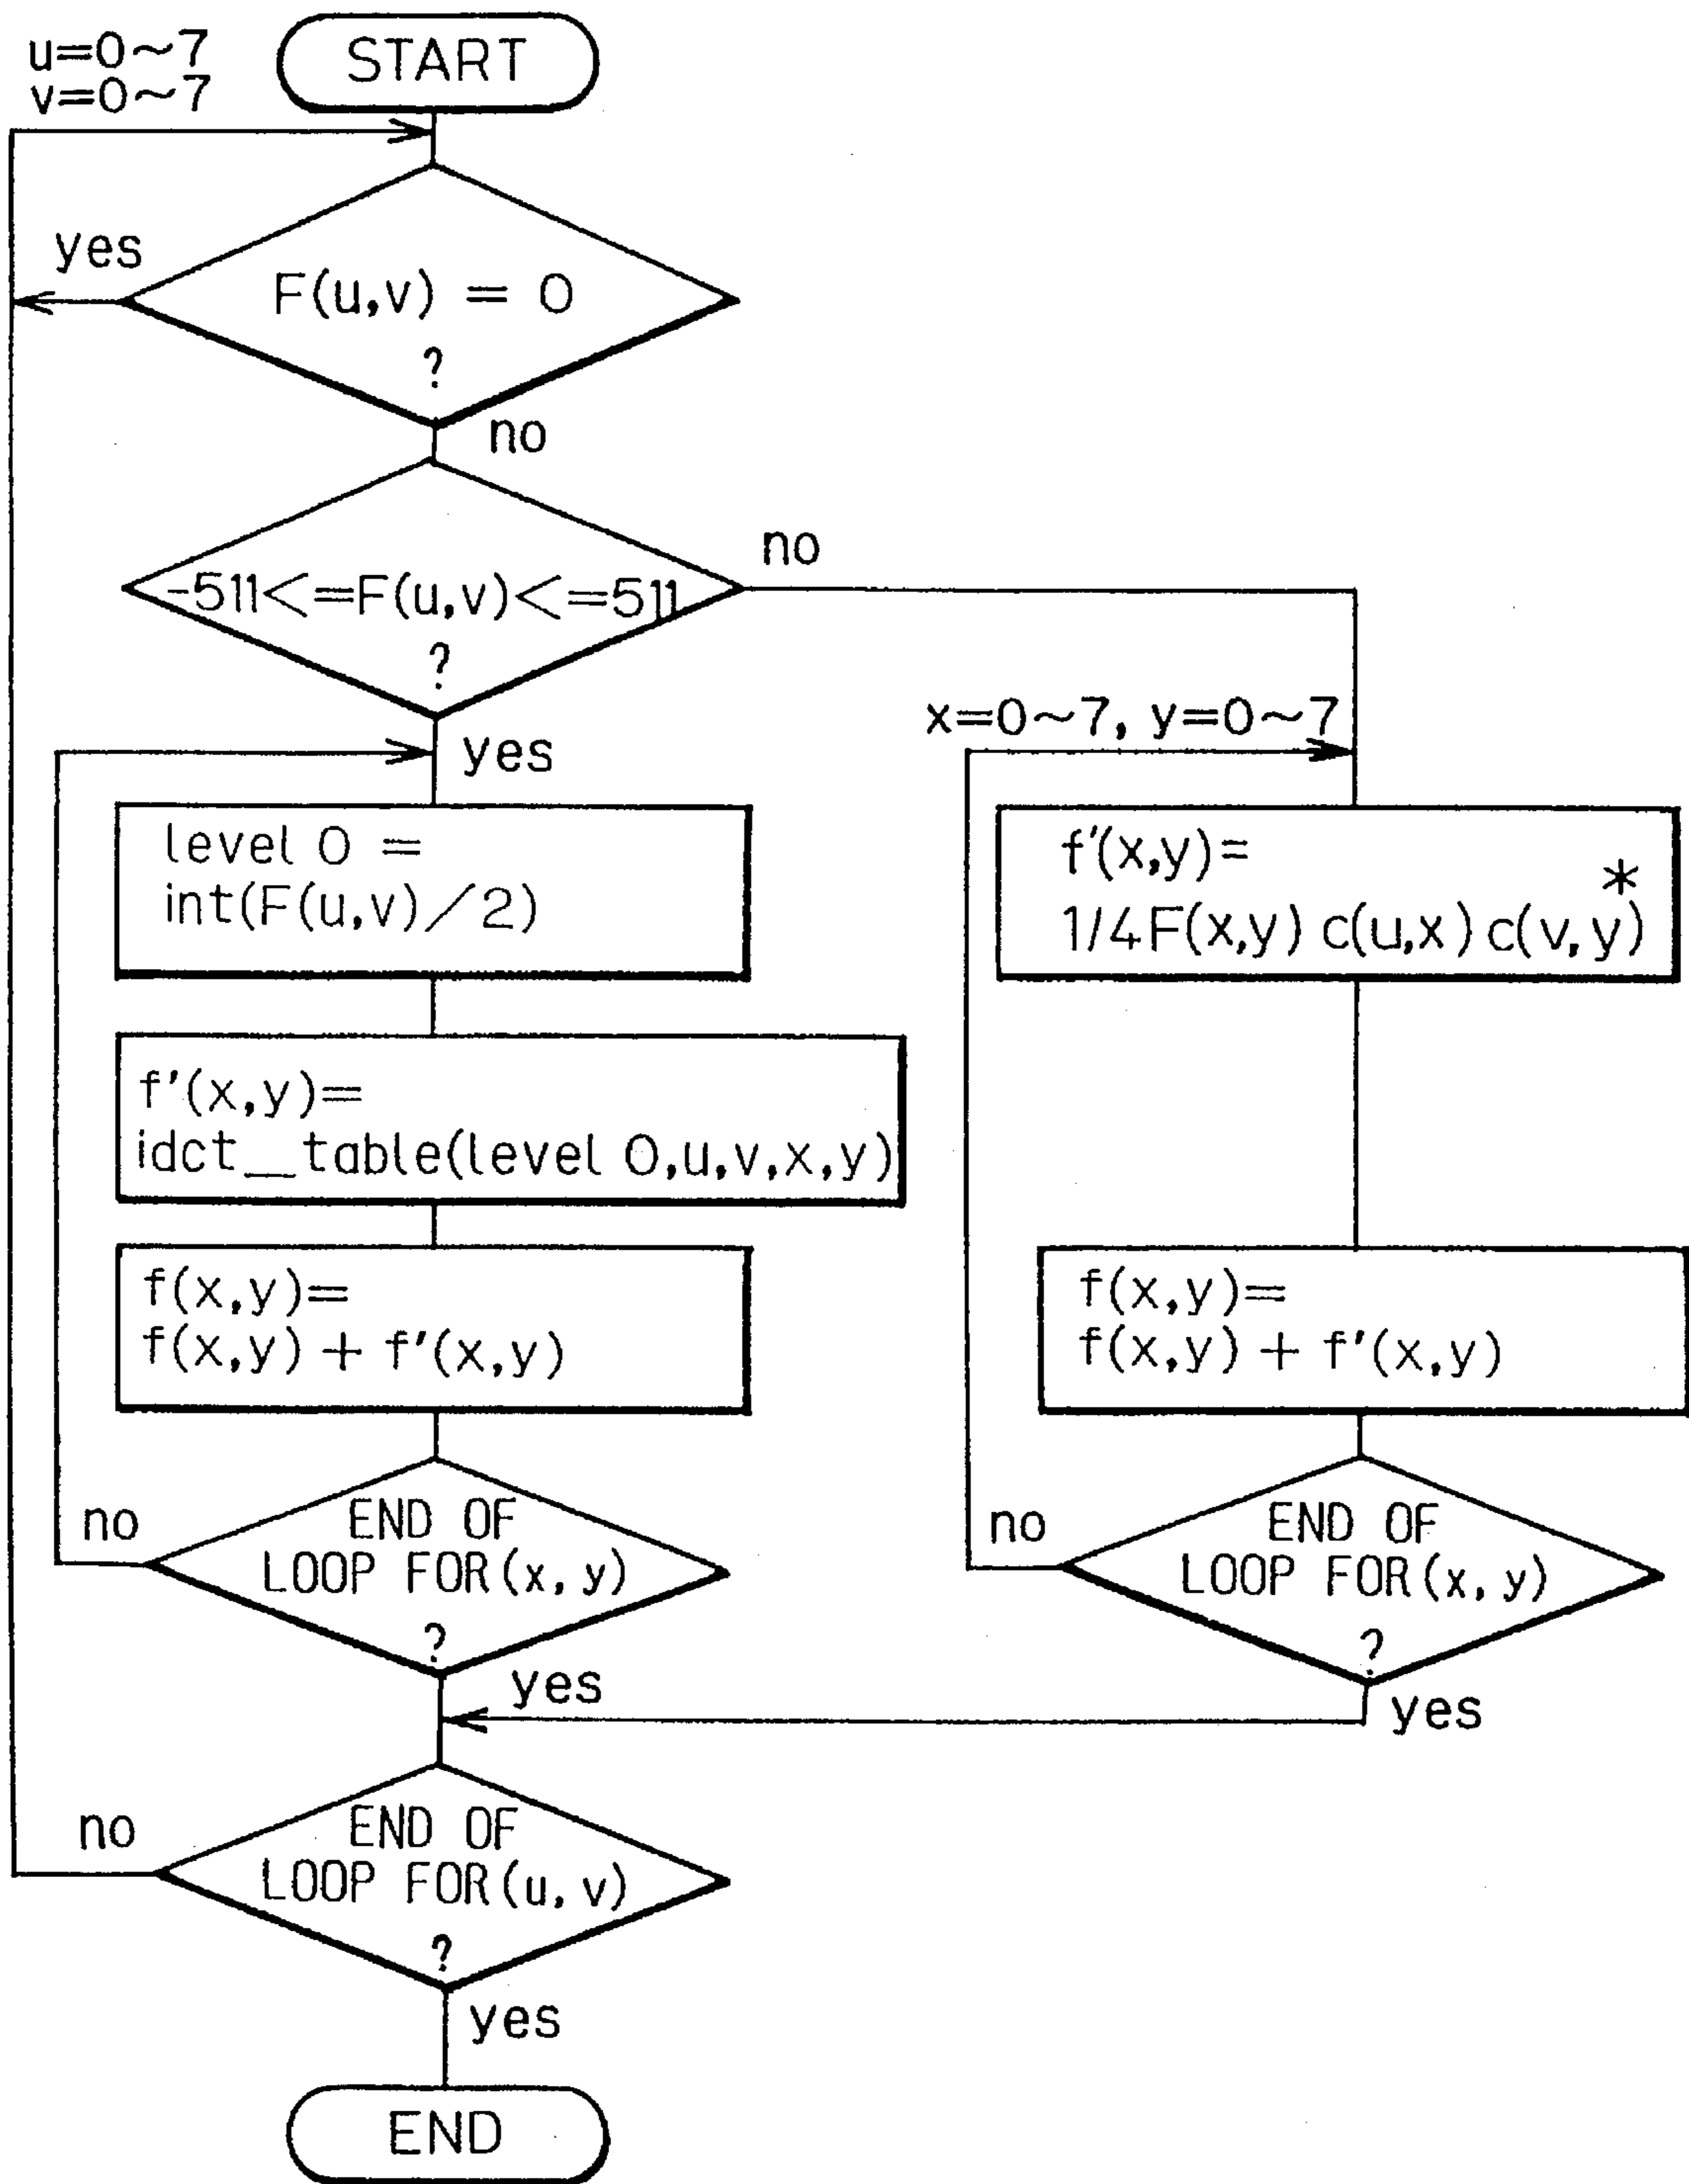 u=0~7
v=0~7
START
yes
F(u,v) = 0
?
no
-511<=F(u,v)<=511
?
no
yes
x=0~7, y=0~7
level 0 =
int(F(u,v)/2)
f'(x,y)=
*
1/4F(x,y) c(u,x) c(v,y)
f'(x,y)=
idct__table(level 0,u,v,x,y)
f(x,y)=
f(x,y) + f'(x,y)
f(x,y)=
f(x,y) + f'(x,y)
no
END OF
LOOP FOR(x, y)
?
yes
no
END OF
LOOP FOR(x, y)
?
yes
no
END OF
LOOP FOR(u, v)
?
yes
END